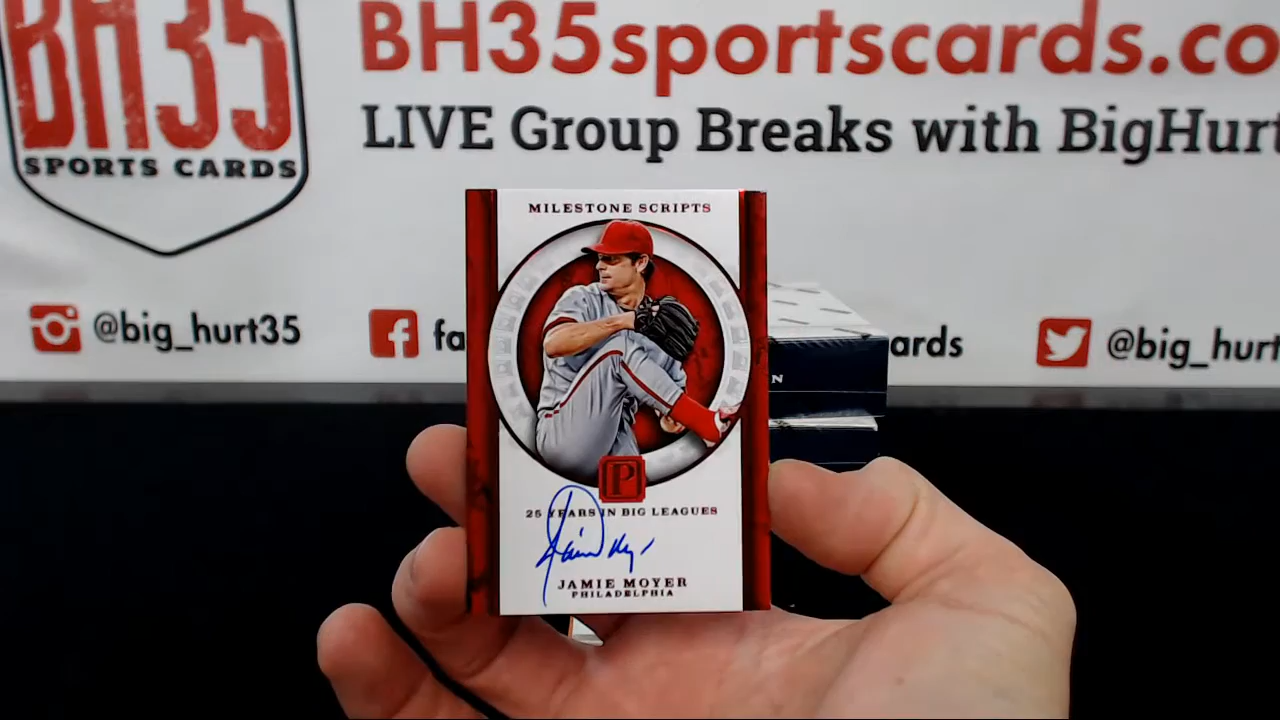 BH35
SPORTS CARDS
BH35sportscards.co
LIVE Group Breaks with BigHurt
@big_hurt35
fa
ards
@big_hurt
MILESTONE SCRIPTS
P
25 YEARS IN BIG LEAGUES
JAMIE MOYER
PHILADELPHIA
N